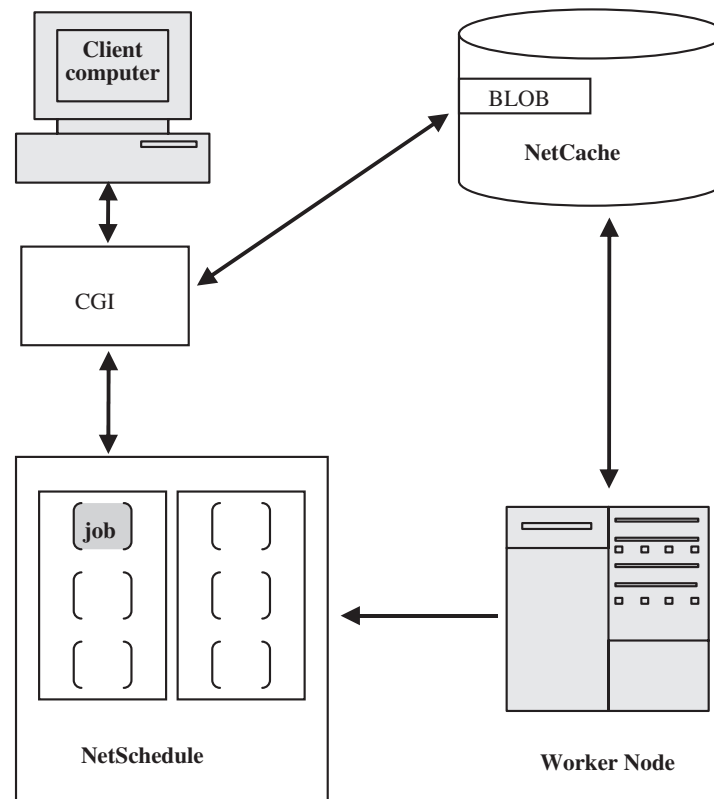 Client
computer
BLOB
NetCache
CGI
job
NetSchedule
Worker Node